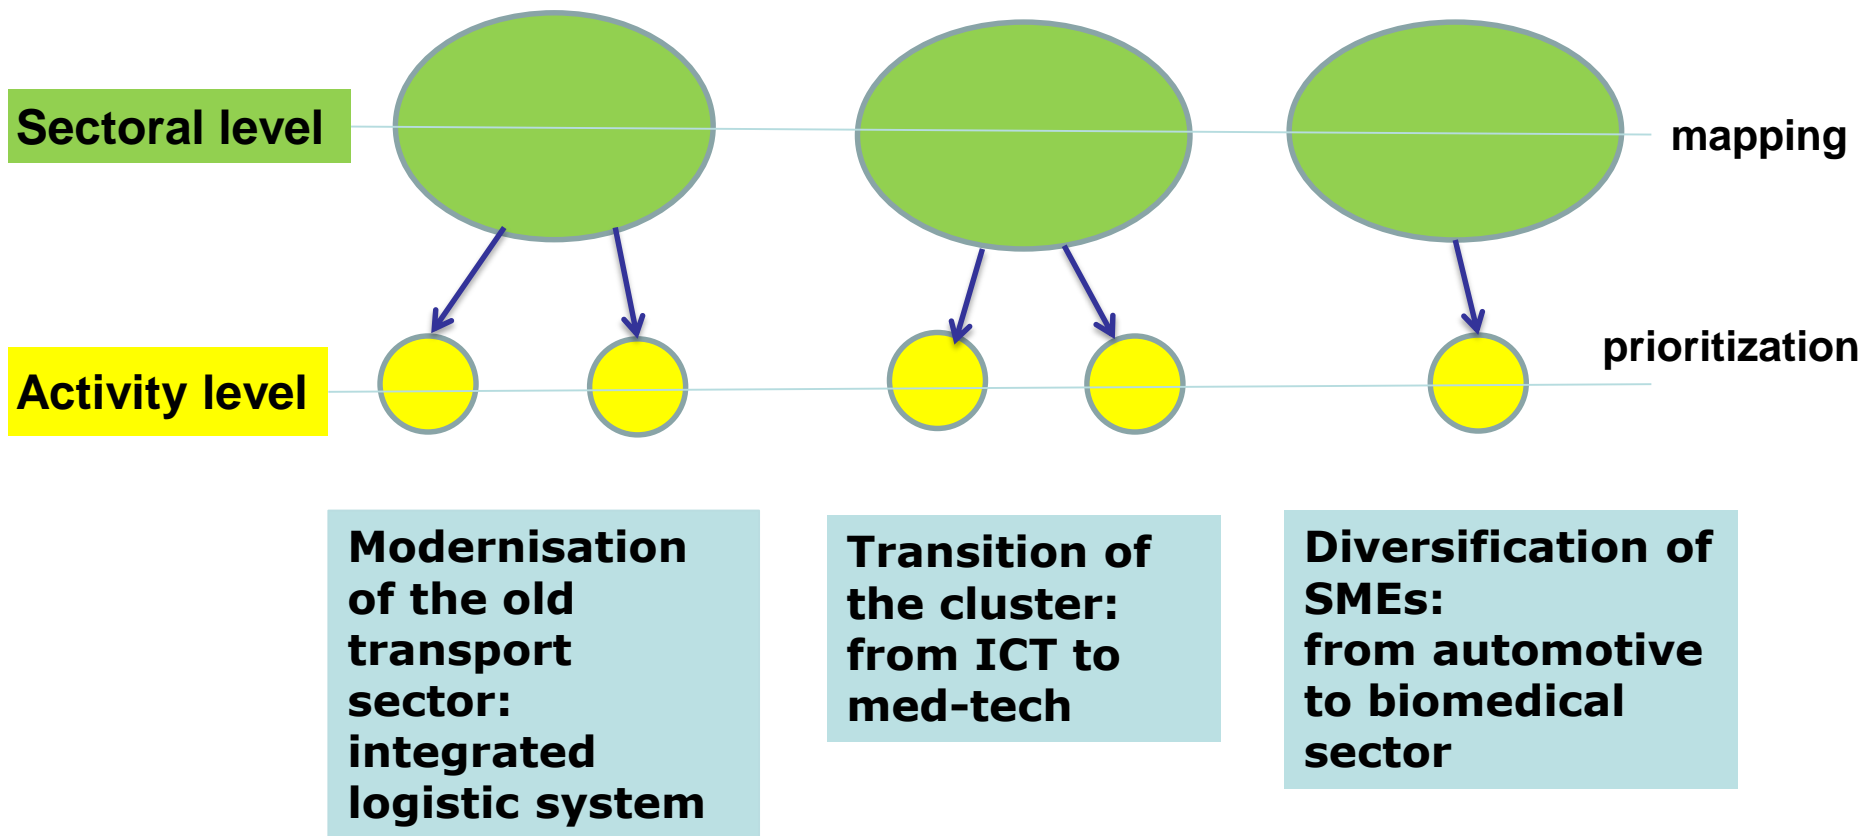 Sectoral level
mapping
prioritization
Activity level
Modernisation
of the old
transport
sector:
integrated
logistic system
Transition of
the cluster:
from ICT to
med-tech
Diversification of
SMEs:
from automotive
to biomedical
sector